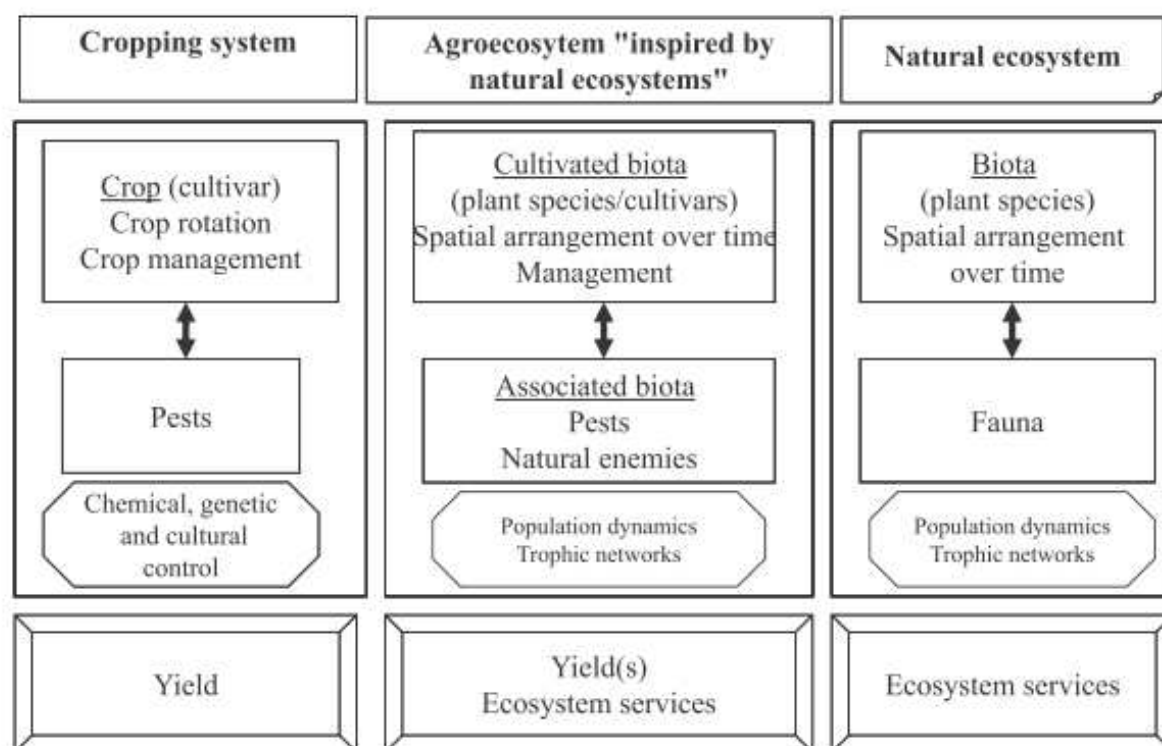 Cropping system
Agroecosytem "inspired by
natural ecosystems"
Natural ecosystem
Crop (cultivar)
Crop rotation
Crop management
Pests
Chemical, genetic
and cultural
control
Yield
Cultivated biota
(plant species/cultivars)
Spatial arrangement over time
Management
Associated biota
Pests
Natural enemies
Population dynamics
Trophic networks
Yield(s)
Ecosystem services
Biota
(plant species)
Spatial arrangement
over time
Fauna
Population dynamics
Trophic networks
Ecosystem services